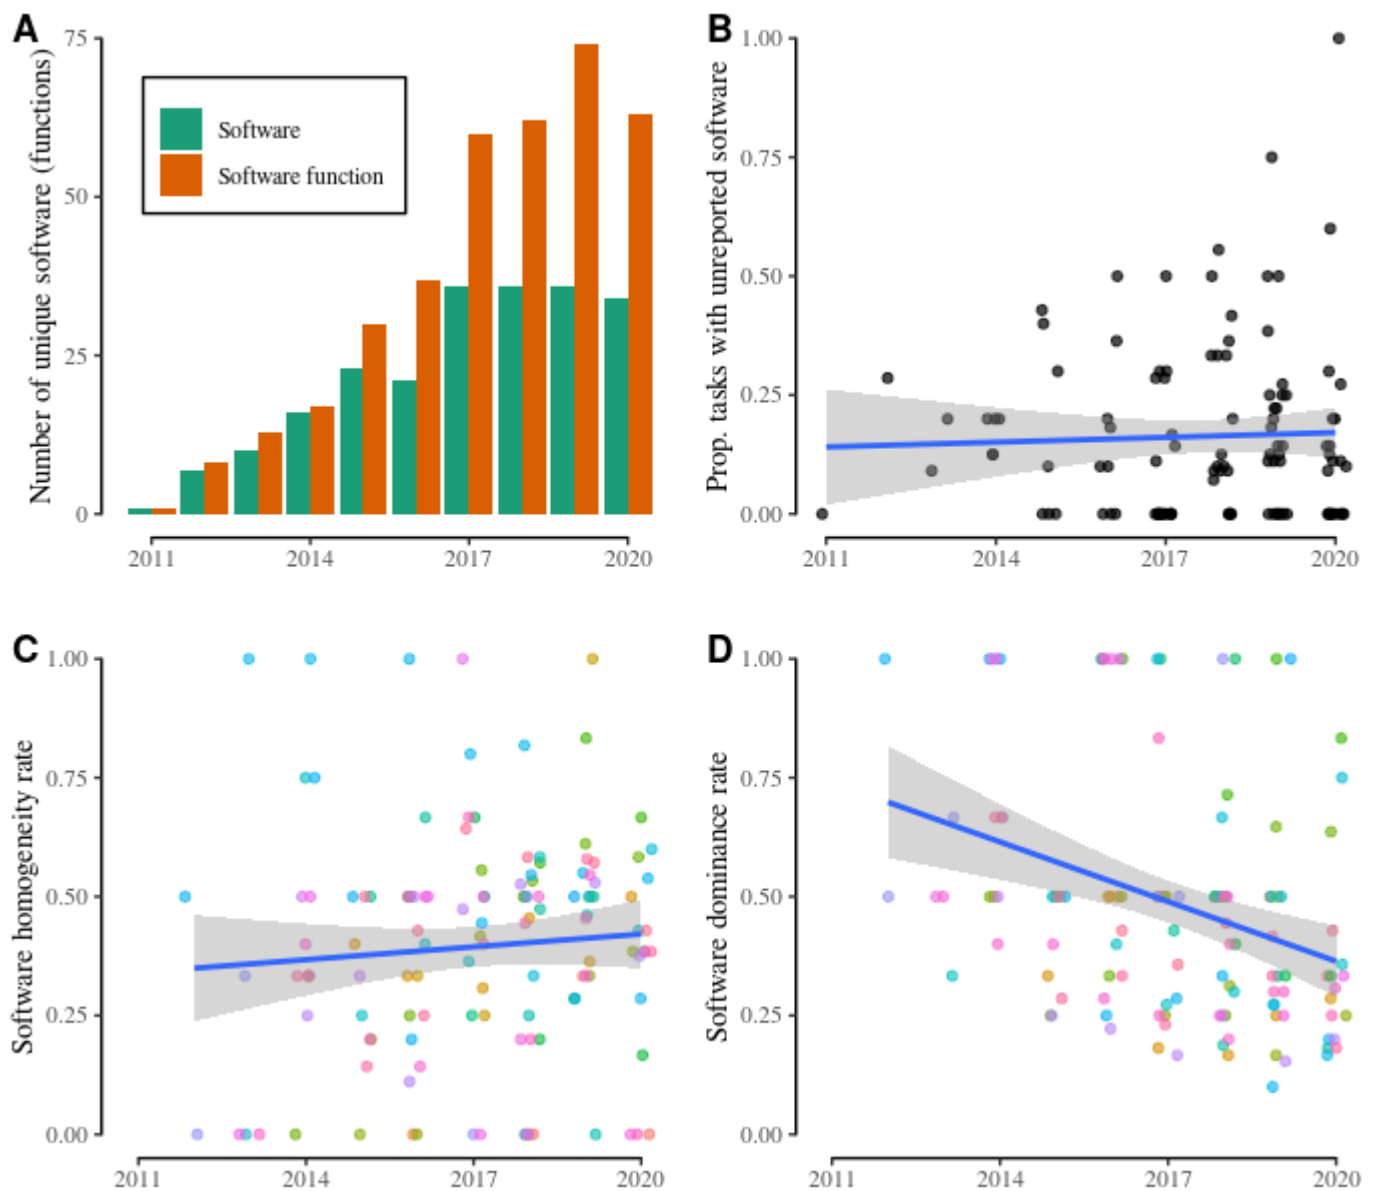 A
Number of unique software (functions)
75
50
25
0
Software
Software function
2011 2014 2017 2020
B
Prop. tasks with unreported software
1.00
0.75
0.50
0.25
0.00
2011 2014 2017 2020
C
Software homogeneity rate
1.00
0.75
0.50
0.25
0.00
2011 2014 2017 2020
D
Software dominance rate
1.00
0.75
0.50
0.25
0.00
2011 2014 2017 2020